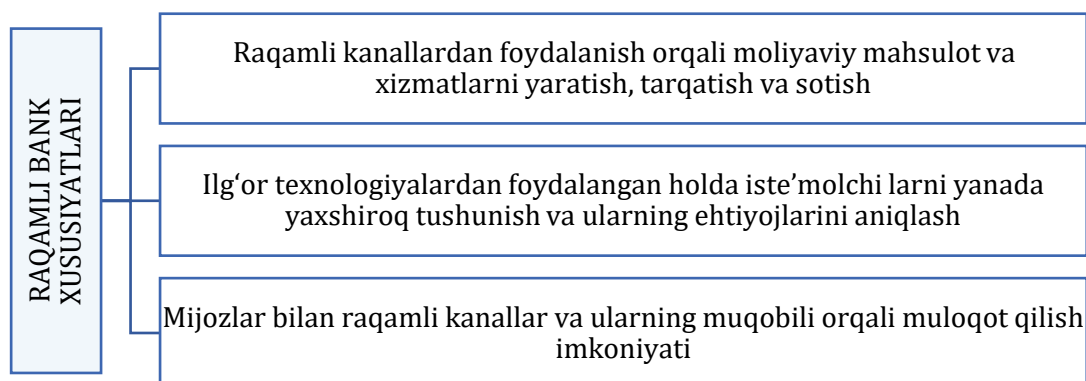 RAQAMLI BANK
XUSUSIYATLARI
Raqamli kanallardan foydalanish orqali moliyaviy mahsulot va
xizmatlarni yaratish, tarqatish va sotish
Ilg‘or texnologiyalardan foydalangan holda iste’molchi larni yanada
yaxshiroq tushunish va ularning ehtiyojlarini aniqlash
Mijozlar bilan raqamli kanallar va ularning muqobili orqali muloqot qilish
imkoniyati